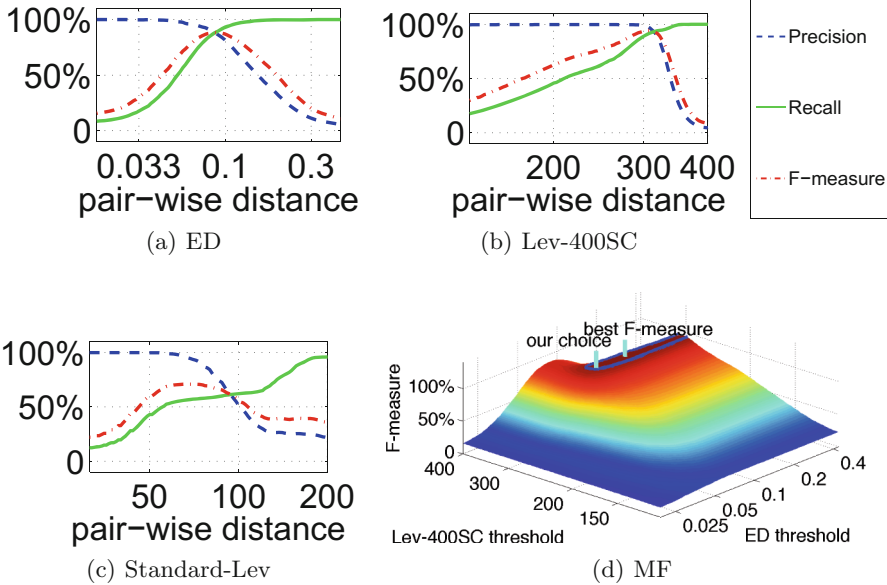 100%
50%
0
0.033 0.1 0.3
pair-wise distance
(a) ED
100%
50%
0
200 300 400
pair-wise distance
(b) Lev-400SC
Precision
Recall
F-measure
100%
50%
0
50 100 200
pair-wise distance
(c) Standard-Lev
best F-measure
our choice
F-measure
100%
50%
0
400
300
200
150
Lev-400SC threshold
0.025
0.05
0.1
0.2
0.4
ED threshold
(d) MF